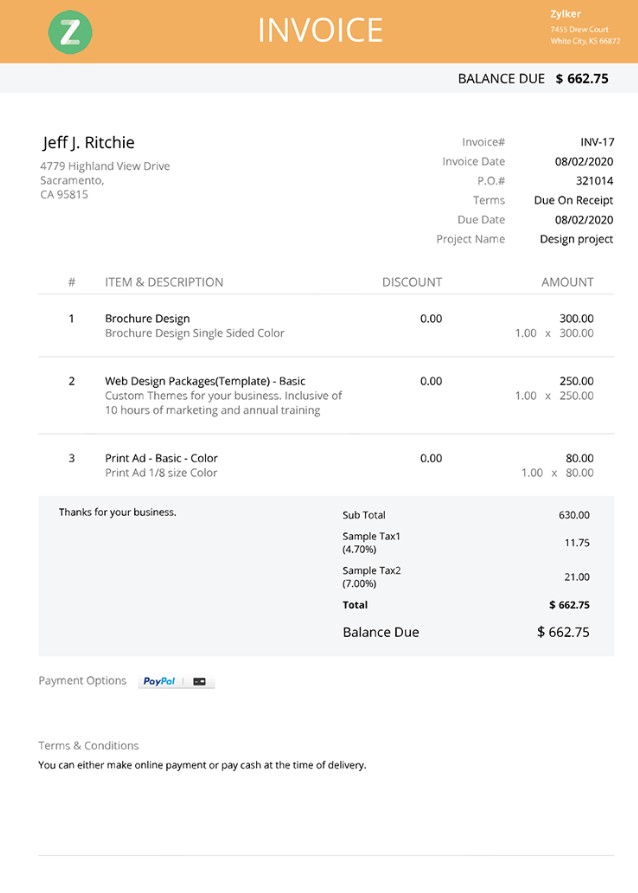 Z
INVOICE
Zylker
7455 Drew Court
White City, KS 66872
BALANCE DUE $ 662.75
Jeff J. Ritchie
4779 Highland View Drive
Sacramento,
CA 95815
Invoice# INV-17
Invoice Date 08/02/2020
P.O.# 321014
Terms Due On Receipt
Due Date 08/02/2020
Project Name Design project
# ITEM & DESCRIPTION DISCOUNT AMOUNT
1 Brochure Design 0.00 300.00
Brochure Design Single Sided Color 1.00 x 300.00
2 Web Design Packages(Template) - Basic 0.00 250.00
Custom Themes for your business. Inclusive of 1.00 x 250.00
10 hours of marketing and annual training
3 Print Ad - Basic - Color 0.00 80.00
Print Ad 1/8 size Color 1.00 x 80.00
Thanks for your business.
Sub Total 630.00
Sample Tax1
(4.70%) 11.75
Sample Tax2
(7.00%) 21.00
Total $ 662.75
Balance Due $ 662.75
Payment Options PayPal
Terms & Conditions
You can either make online payment or pay cash at the time of delivery.